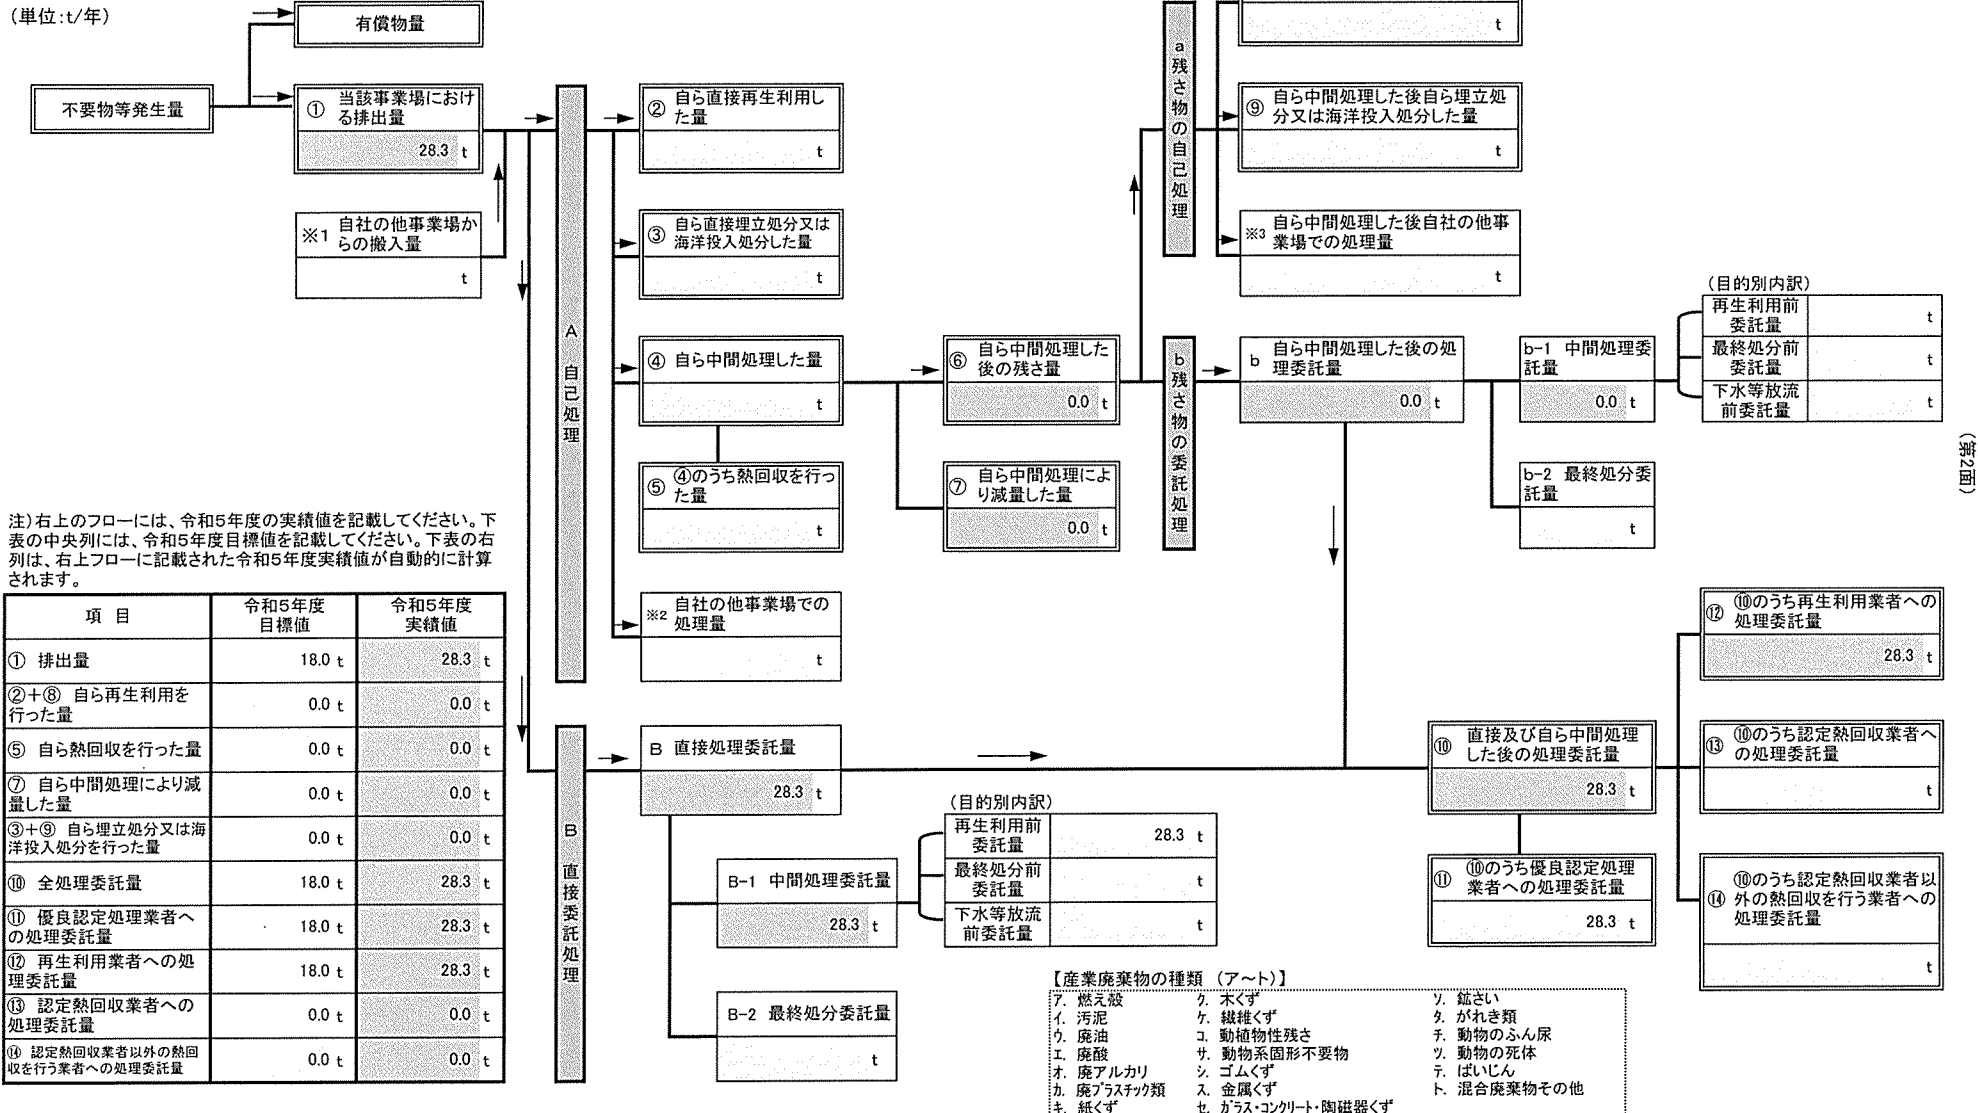 (単位:t/年)
有償物量
不要物等発生量
① 当該事業場におけ
る排出量
28.3 t
※1 自社の他事業場か
らの搬入量
t
A 自己処理
② 自ら直接再生利用し
た量
t
③ 自ら直接埋立処分又は
海洋投入処分した量
t
④ 自ら中間処理した量
t
⑤ ④のうち熱回収を行っ
た量
t
※2 自社の他事業場での
処理量
t
⑥ 自ら中間処理した
後の残さ量
0.0 t
⑦ 自ら中間処理によ
り減量した量
0.0 t
a 残さ物の自己処理
t
⑨ 自ら中間処理した後自ら埋立処
分又は海洋投入処分した量
t
※3 自ら中間処理した後自社の他事
業場での処理量
t
b 残さ物の委託処理
b 自ら中間処理した後の処
理委託量
0.0 t
b-1 中間処理委
託量
0.0 t
b-2 最終処分委
託量
t
(目的別内訳)
再生利用前
委託量
t
最終処分前
委託量
t
下水等放流
前委託量
t
(第2面)
注)右上のフローには、令和5年度の実績値を記載してください。下
表の中央列には、令和5年度目標値を記載してください。下表の右
列は、右上フローに記載された令和5年度実績値が自動的に計算
されます。
項 目
令和5年度
目標値
令和5年度
実績値
① 排出量 18.0 t 28.3 t
②+⑧ 自ら再生利用を
行った量 0.0 t 0.0 t
⑤ 自ら熱回収を行った量 0.0 t 0.0 t
⑦ 自ら中間処理により減
量した量 0.0 t 0.0 t
③+⑨ 自ら埋立処分又は海
洋投入処分を行った量 0.0 t 0.0 t
⑩ 全処理委託量 18.0 t 28.3 t
⑪ 優良認定処理業者へ
の処理委託量 18.0 t 28.3 t
⑫ 再生利用業者への処
理委託量 18.0 t 28.3 t
⑬ 認定熱回収業者への
処理委託量 0.0 t 0.0 t
⑭ 認定熱回収業者以外の熱回
収を行う業者への処理委託量 0.0 t 0.0 t
B 直接委託処理
B 直接処理委託量
28.3 t
B-1 中間処理委託量
28.3 t
B-2 最終処分委託量
t
(目的別内訳)
再生利用前
委託量
28.3 t
最終処分前
委託量
t
下水等放流
前委託量
t
⑩ 直接及び自ら中間処理
した後の処理委託量
28.3 t
⑪ ⑩のうち優良認定処理
業者への処理委託量
28.3 t
⑫ ⑩のうち再生利用業者への
処理委託量
28.3 t
⑬ ⑩のうち認定熱回収業者へ
の処理委託量
t
⑭ ⑩のうち認定熱回収業者以
外の熱回収を行う業者への
処理委託量
t
【産業廃棄物の種類 (ア~ト)】
ア. 燃え殻 ク. 木くず ソ. 鉱さい
イ. 汚泥 ケ. 繊維くず タ. がれき類
ウ. 廃油 コ. 動植物性残さ チ. 動物のふん尿
エ. 廃酸 サ. 動物系固形不要物 ツ. 動物の死体
オ. 廃アルカリ シ. ゴムくず テ. ばいじん
カ. 廃プラスチック類 ス. 金属くず ト. 混合廃棄物その他
キ. 紙くず セ. ガラス・コンクリート・陶磁器くず